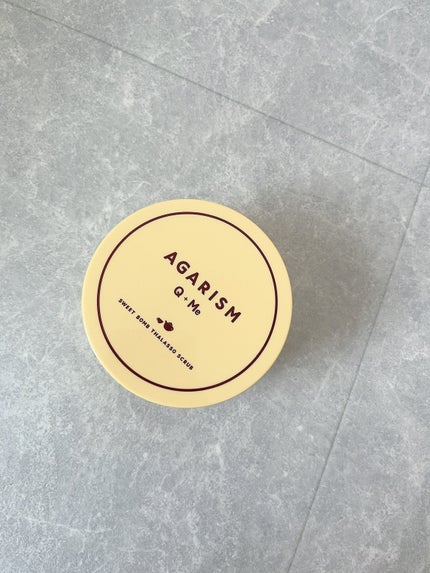 AGARISM
Q+Me
SWEET BOMB THALASSO SCRUB